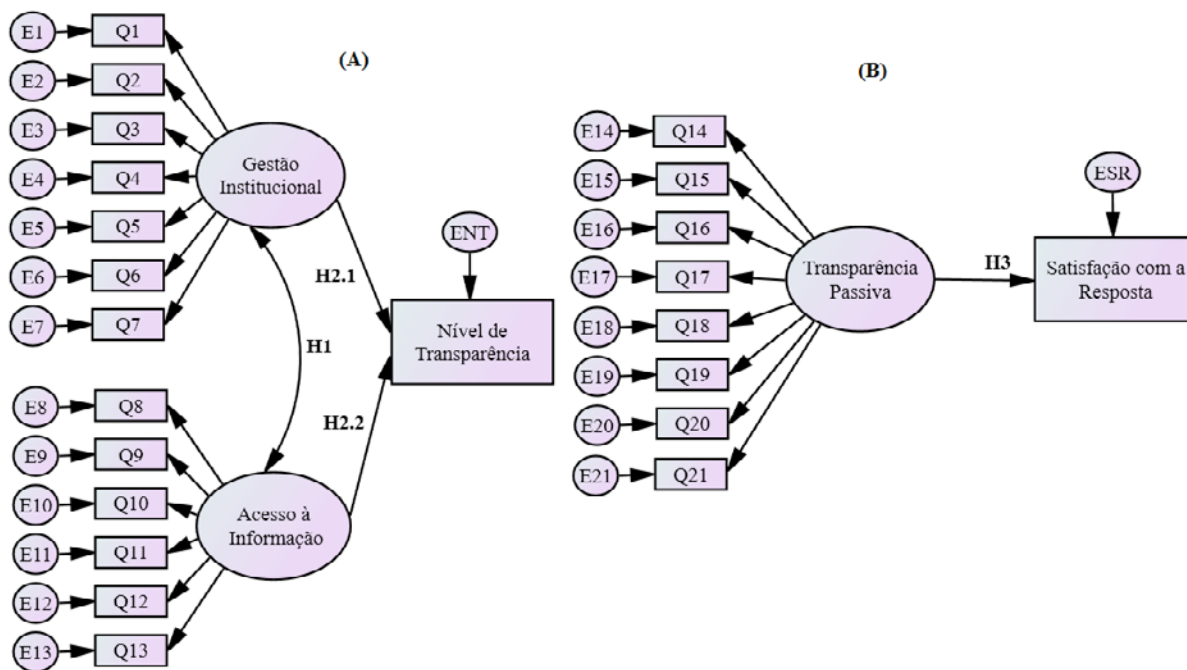 (A)
E1
Q1
E2
Q2
E3
Q3
E4
Q4
E5
Q5
E6
Q6
E7
Q7
Gestão
Institucional
H2.1
ENT
Nível de
Transparência
H1
H2.2
E8
Q8
E9
Q9
E10
Q10
E11
Q11
E12
Q12
E13
Q13
Acesso à
Informação
(B)
E14
Q14
E15
Q15
E16
Q16
E17
Q17
E18
Q18
E19
Q19
E20
Q20
E21
Q21
Transparência
Passiva
H3
ESR
Satisfação com a
Resposta